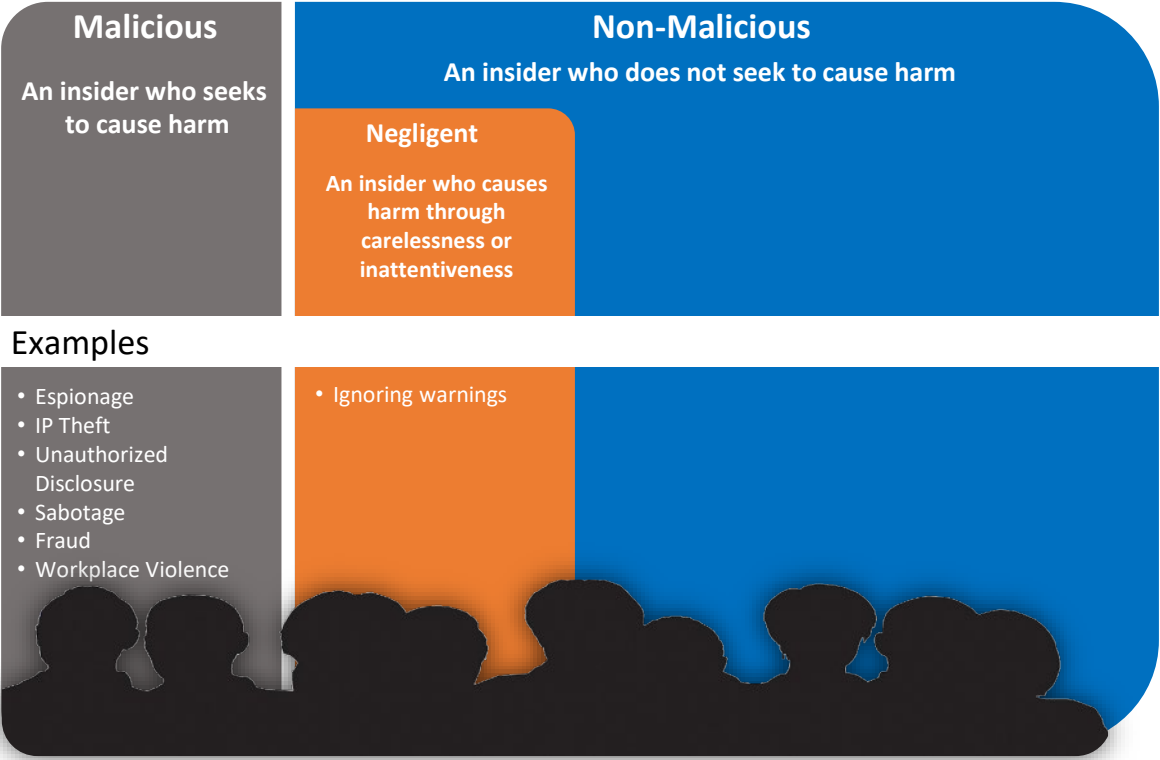 Malicious
An insider who seeks
to cause harm
Non-Malicious
An insider who does not seek to cause harm
Negligent
An insider who causes
harm through
carelessness or
inattentiveness
Examples
• Espionage
• IP Theft
• Unauthorized
Disclosure
• Sabotage
• Fraud
• Workplace Violence
• Ignoring warnings